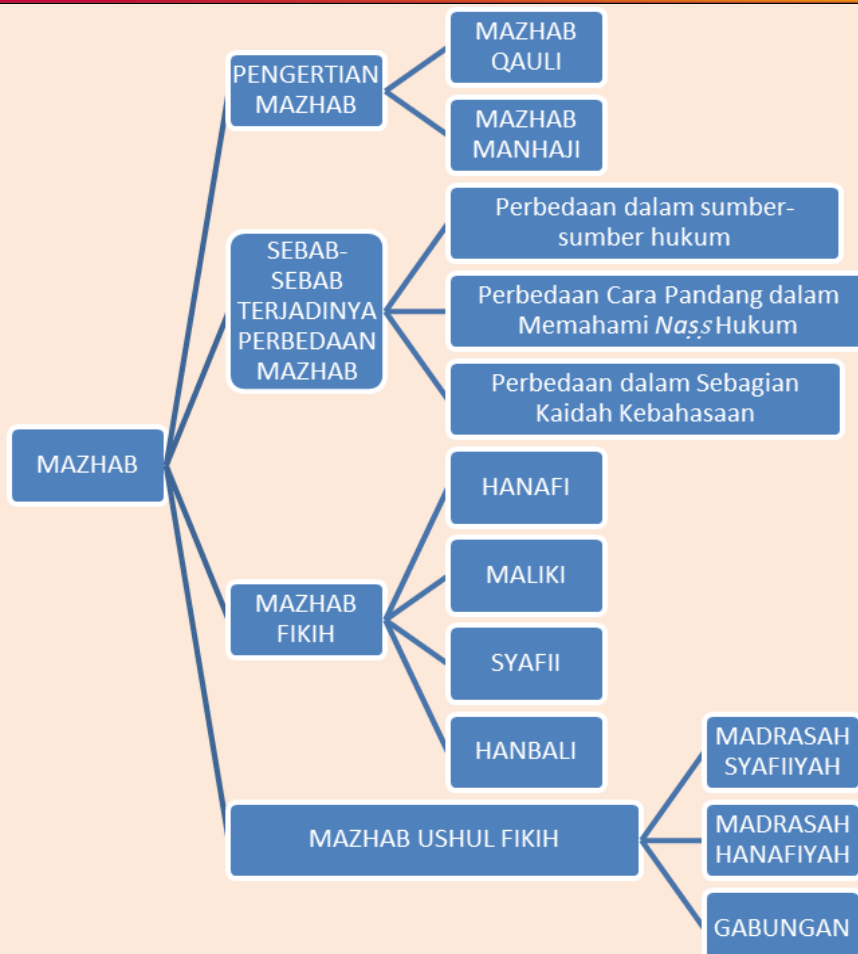 MAZHAB
PENGERTIAN
MAZHAB
MAZHAB
QAULI
MAZHAB
MANHAJI
SEBAB-
SEBAB
TERJADINYA
PERBEDAAN
MAZHAB
Perbedaan dalam sumber-
sumber hukum
Perbedaan Cara Pandang dalam
Memahami Naṣṣ Hukum
Perbedaan dalam Sebagian
Kaidah Kebahasaan
MAZHAB
FIKIH
HANAFI
MALIKI
SYAFII
HANBALI
MAZHAB USHUL FIKIH
MADRASAH
SYAFIIYAH
MADRASAH
HANAFIYAH
GABUNGAN